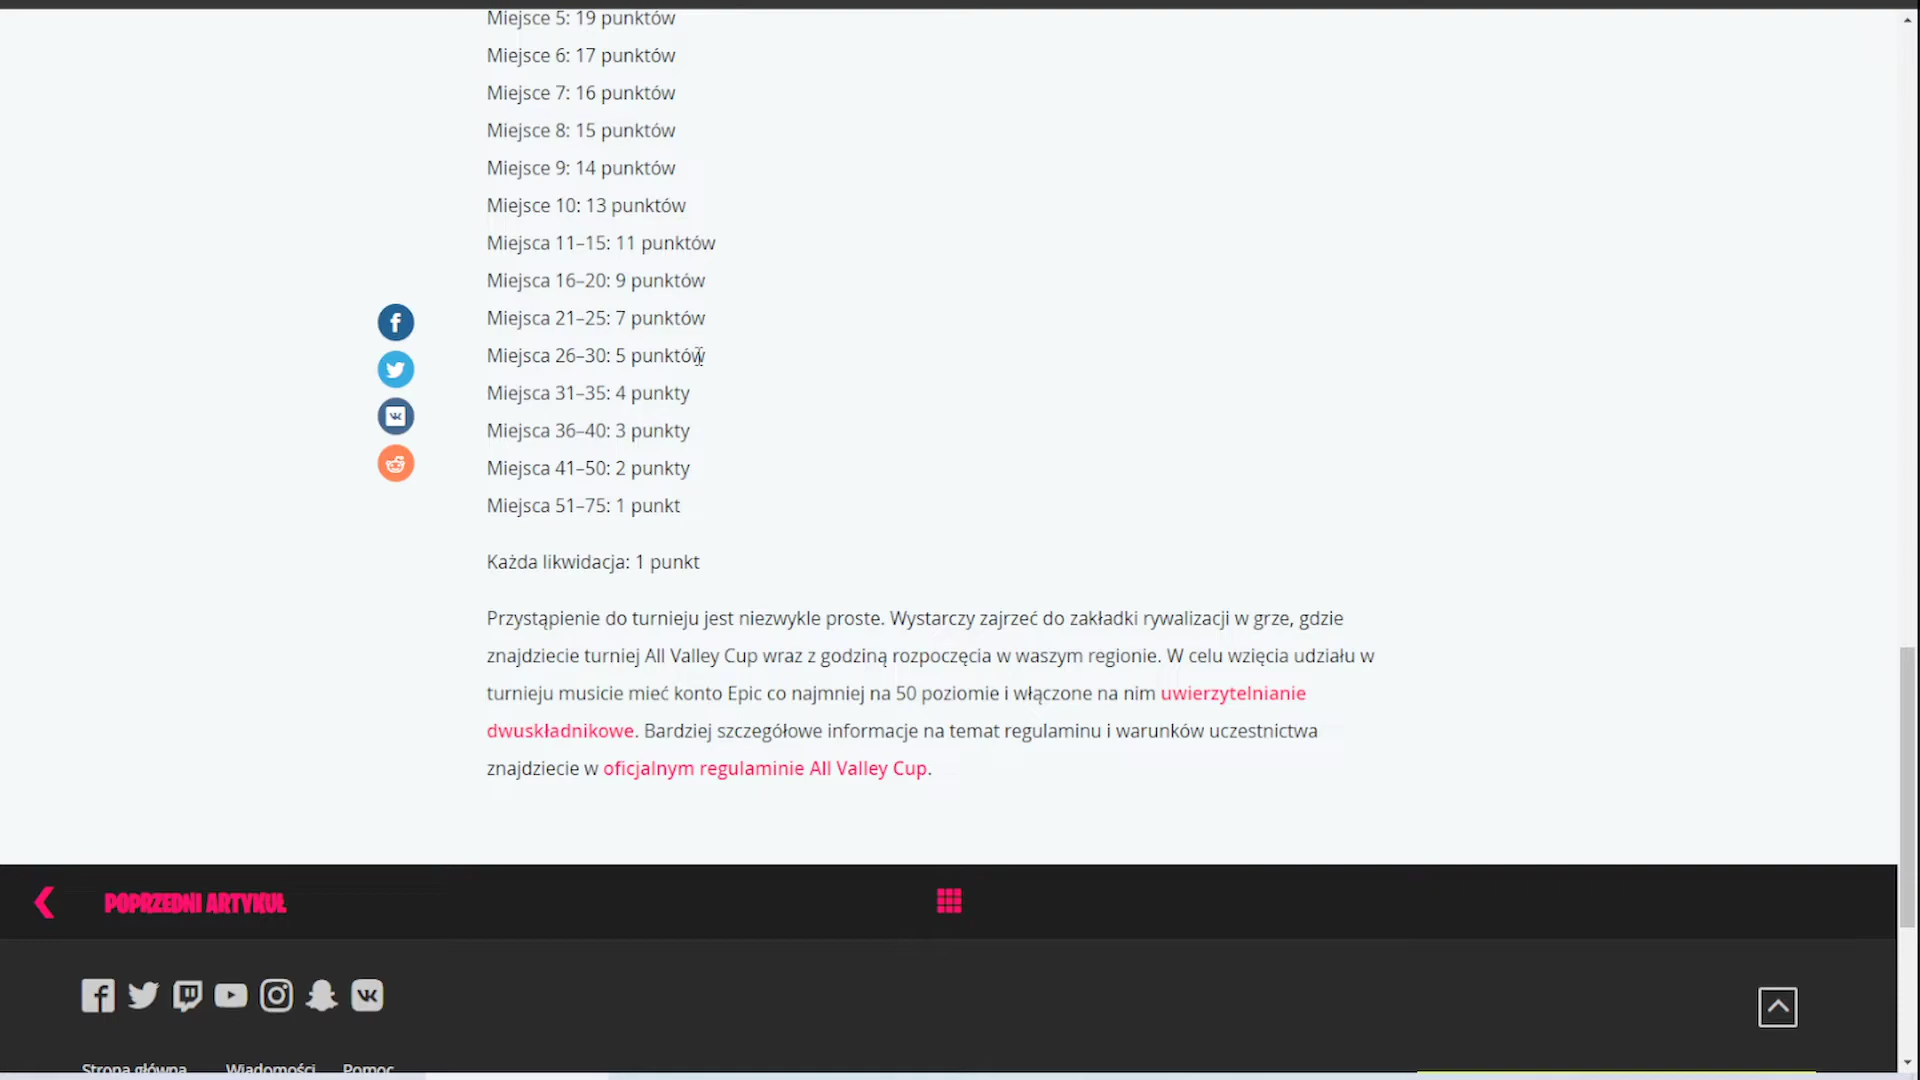 Miejsce 5: 19 punktów
Miejsce 6: 17 punktów
Miejsce 7: 16 punktów
Miejsce 8: 15 punktów
Miejsce 9: 14 punktów
Miejsce 10: 13 punktów
Miejsca 11–15: 11 punktów
Miejsca 16–20: 9 punktów
Miejsca 21–25: 7 punktów
Miejsca 26–30: 5 punktów
Miejsca 31–35: 4 punkty
Miejsca 36–40: 3 punkty
Miejsca 41–50: 2 punkty
Miejsca 51–75: 1 punkt
Każda likwidacja: 1 punkt
Przystąpienie do turnieju jest niezwykle proste. Wystarczy zajrzeć do zakładki rywalizacji w grze, gdzie
znajdziecie turniej All Valley Cup wraz z godziną rozpoczęcia w waszym regionie. W celu wzięcia udziału w
turnieju musicie mieć konto Epic co najmniej na 50 poziomie i włączone na nim uwierzytelnianie
dwuskładnikowe. Bardziej szczegółowe informacje na temat regulaminu i warunków uczestnictwa
znajdziecie w oficjalnym regulaminie All Valley Cup.
POPRZEDNI ARTYKUŁ
Strona główna Wiadomości Pomoc